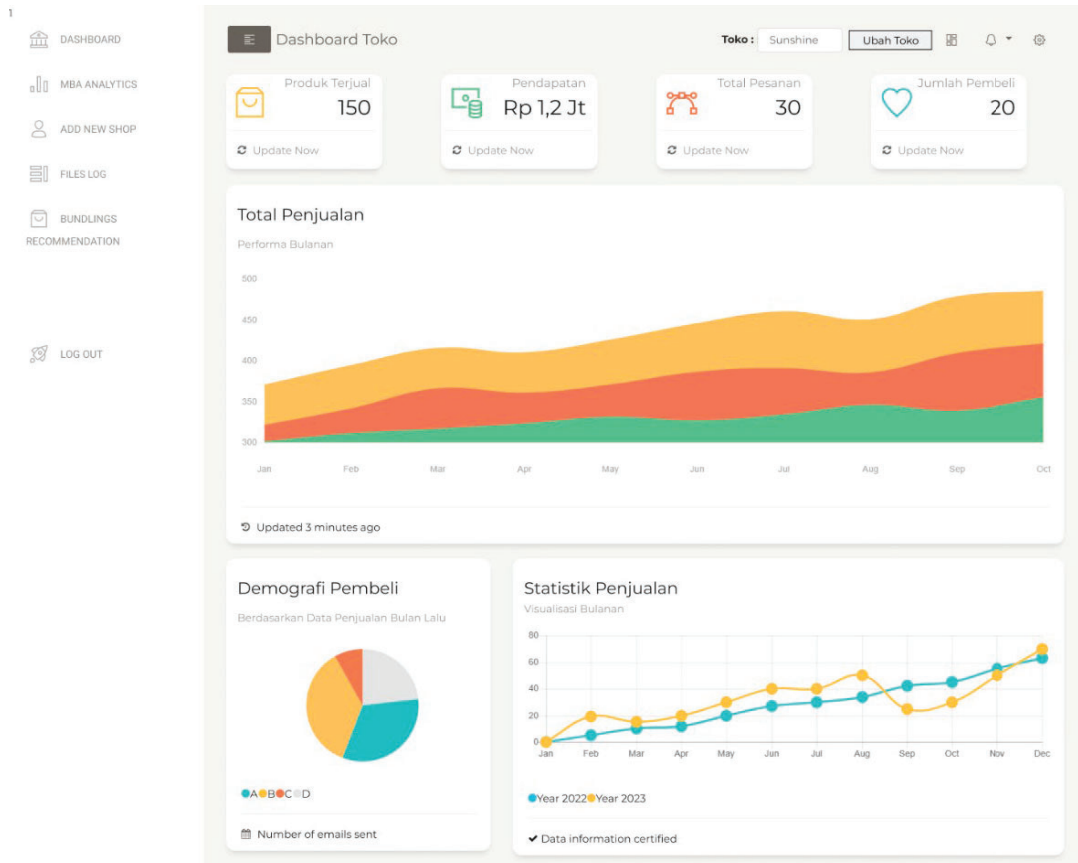 1
DASHBOARD
MBA ANALYTICS
ADD NEW SHOP
FILES LOG
BUNDLINGS
RECOMMENDATION
LOG OUT
Dashboard Toko
Toko : Sunshine Ubah Toko
Produk Terjual
150
Update Now
Pendapatan
Rp 1,2 Jt
Update Now
Total Pesanan
30
Update Now
Jumlah Pembeli
20
Update Now
Total Penjualan
Performa Bulanan
500
450
400
350
300
Jan Feb Mar Apr May Jun Jul Aug Sep Oct
Updated 3 minutes ago
Demografi Pembeli
Berdasarkan Data Penjualan Bulan Lalu
A B C D
Number of emails sent
Statistik Penjualan
Visualisasi Bulanan
80
60
40
20
0
Jan Feb Mar Apr May Jun Jul Aug Sep Oct Nov Dec
Year 2022 Year 2023
Data information certified